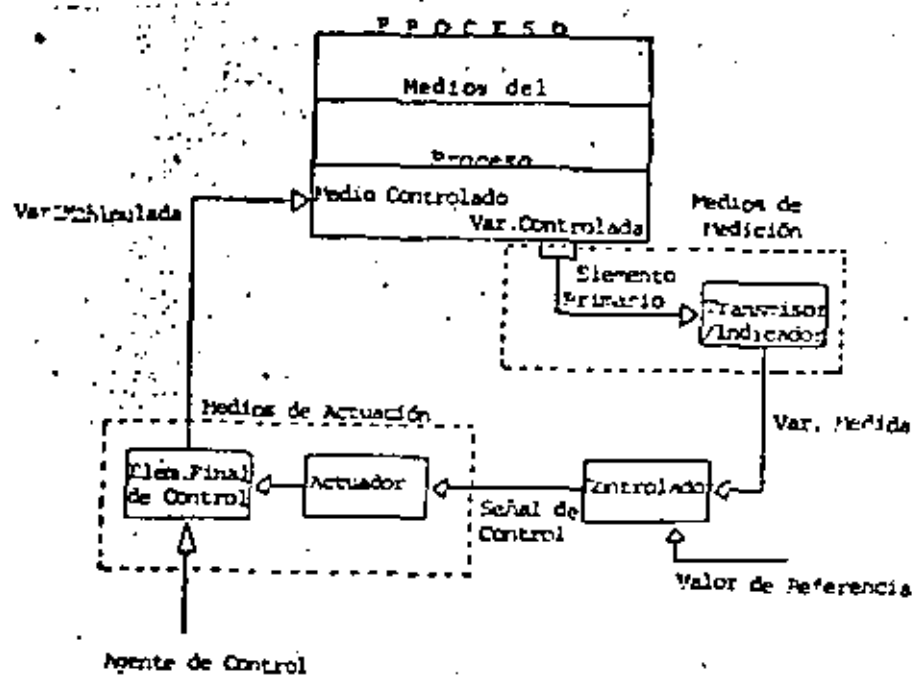 P R O C E S O
Medios del
Proceso
Medio Controlado
Var. Controlada
Var. Manipulada
Medios de
Medición
Elemento
Primario
Transmisor
/Indicador
Medios de Actuación
Var. Medida
Elem.Final
de Control
Actuador
Controlador
Señal de
Control
Valor de Referencia
Agente de Control